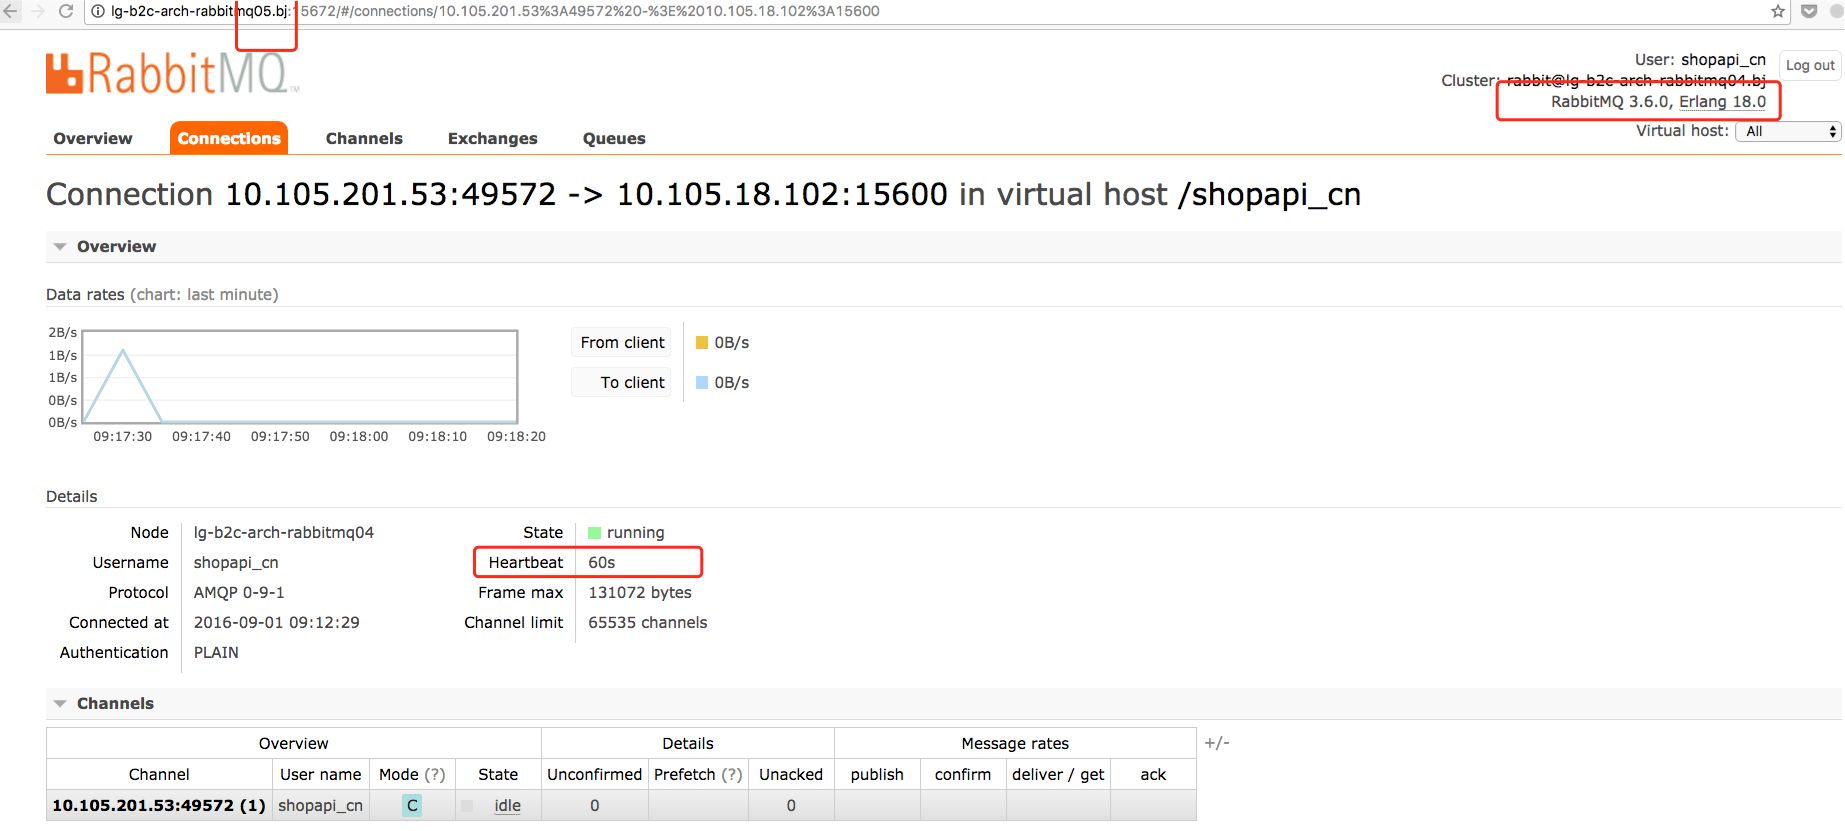 lg-b2c-arch-rabbitmq05.bj:15672/#/connections/10.105.201.53%3A49572%20-%3E%2010.105.18.102%3A15600
RabbitMQ TM
User: shopapi_cn
Log out
Cluster: rabbit@lg-b2c-arch-rabbitmq04.bj
RabbitMQ 3.6.0, Erlang 18.0
Virtual host: All
Overview Connections Channels Exchanges Queues
Connection 10.105.201.53:49572 -> 10.105.18.102:15600 in virtual host /shopapi_cn
Overview
Data rates (chart: last minute)
2B/s
1B/s
1B/s
0B/s
0B/s
09:17:30 09:17:40 09:17:50 09:18:00 09:18:10 09:18:20
From client 0B/s
To client 0B/s
Details
Node lg-b2c-arch-rabbitmq04
Username shopapi_cn
Protocol AMQP 0-9-1
Connected at 2016-09-01 09:12:29
Authentication PLAIN
State running
Heartbeat 60s
Frame max 131072 bytes
Channel limit 65535 channels
Channels
Overview Details Message rates +/-
Channel User name Mode (?) State Unconfirmed Prefetch (?) Unacked publish confirm deliver / get ack
10.105.201.53:49572 (1) shopapi_cn C idle 0 0